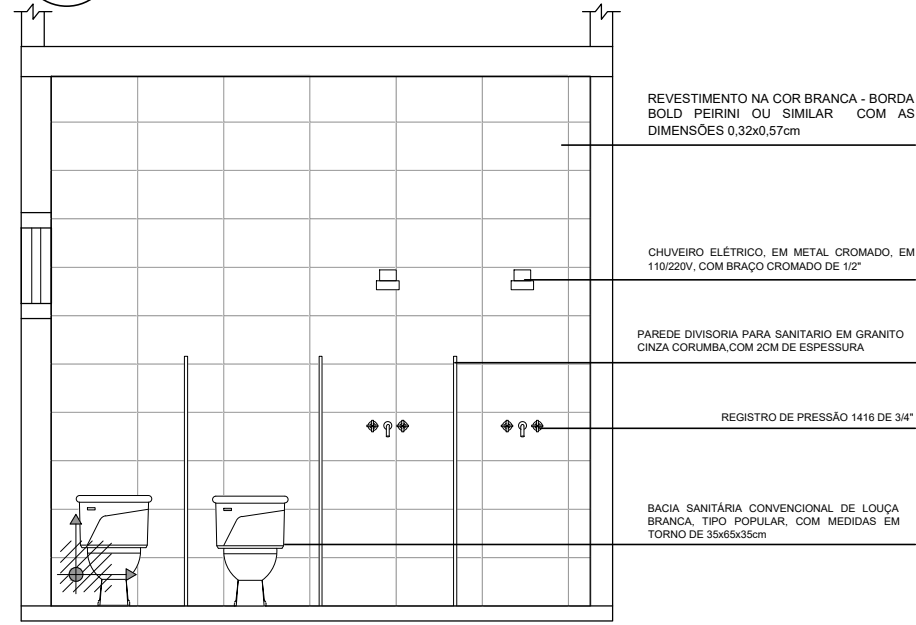 REVESTIMENTO NA COR BRANCA - BORDA
BOLD PEIRINI OU SIMILAR COM AS
DIMENSÕES 0,32x0,57cm
CHUVEIRO ELÉTRICO, EM METAL CROMADO, EM
110/220V, COM BRAÇO CROMADO DE 1/2"
PAREDE DIVISORIA PARA SANITARIO EM GRANITO
CINZA CORUMBA,COM 2CM DE ESPESSURA
REGISTRO DE PRESSÃO 1416 DE 3/4"
BACIA SANITÁRIA CONVENCIONAL DE LOUÇA
BRANCA, TIPO POPULAR, COM MEDIDAS EM
TORNO DE 35x65x35cm